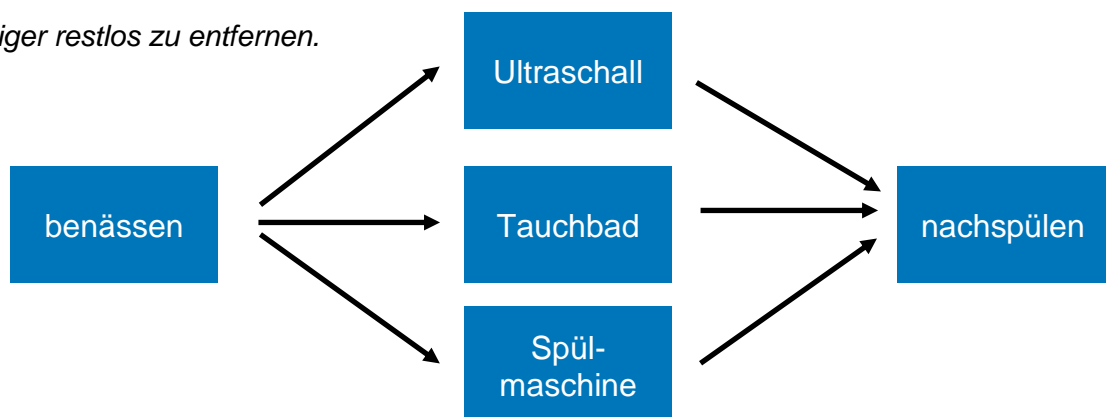 iger restlos zu entfernen.
Ultraschall
benässen
Tauchbad
nachspülen
Spül-
maschine